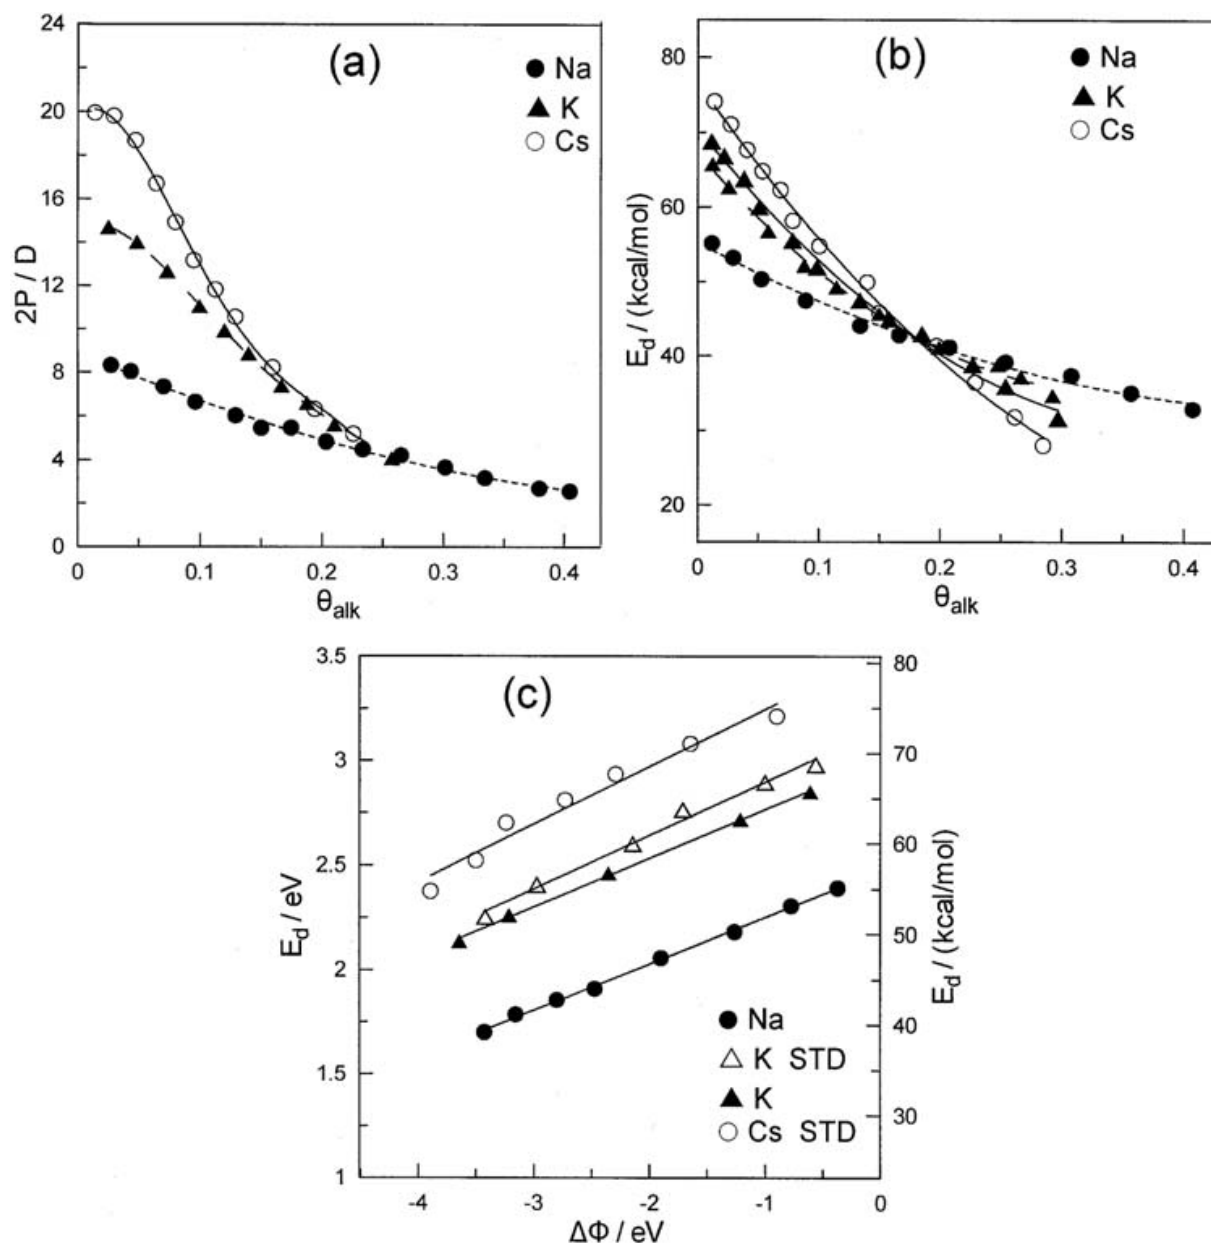 (a)
Na
K
Cs
24
20
16
12
8
4
0
2P / D
0
0.1
0.2
0.3
0.4
θalk
(b)
Na
K
Cs
80
60
40
20
Ed / (kcal/mol)
0
0.1
0.2
0.3
0.4
θalk
(c)
3.5
3
2.5
2
1.5
1
Ed / eV
80
70
60
50
40
30
Ed / (kcal/mol)
Na
K STD
K
Cs STD
-4
-3
-2
-1
0
ΔΦ / eV